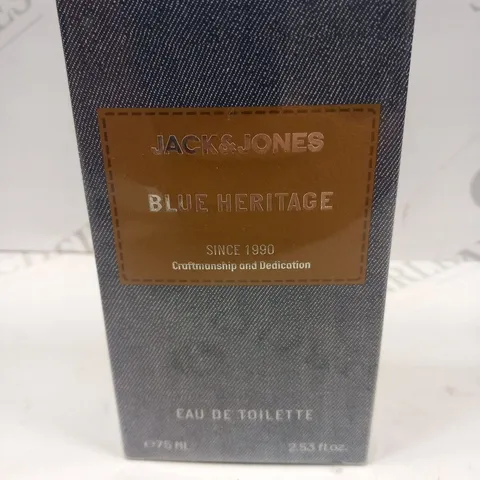 JACK&JONES
BLUE HERITAGE
SINCE 1990
Craftmanship and Dedication
EAU DE TOILETTE
℮75 ML 2.53 fl.oz.